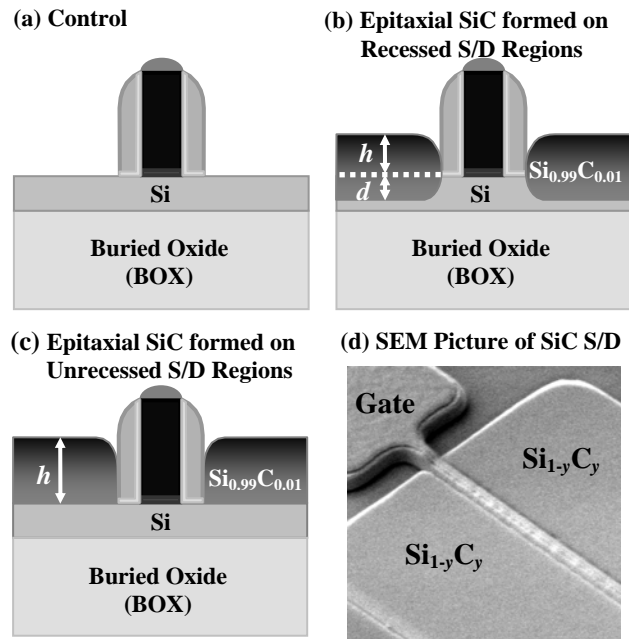 (a) Control
Si
Buried Oxide
(BOX)
(b) Epitaxial SiC formed on
Recessed S/D Regions
h
d
Si0.99C0.01
Si
Buried Oxide
(BOX)
(c) Epitaxial SiC formed on
Unrecessed S/D Regions
h
Si0.99C0.01
Si
Buried Oxide
(BOX)
(d) SEM Picture of SiC S/D
Gate
Si1-yCy
Si1-yCy